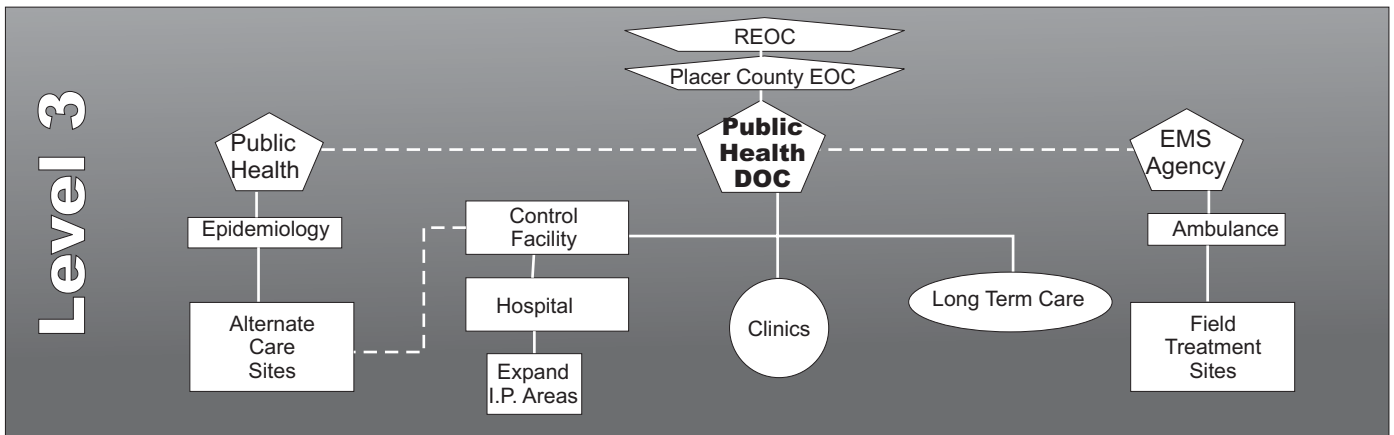 Level 3
REOC
Placer County EOC
Public
Health
DOC
Public
Health
EMS
Agency
Epidemiology
Control
Facility
Ambulance
Alternate
Care
Sites
Hospital
Expand
I.P. Areas
Clinics
Long Term Care
Field
Treatment
Sites